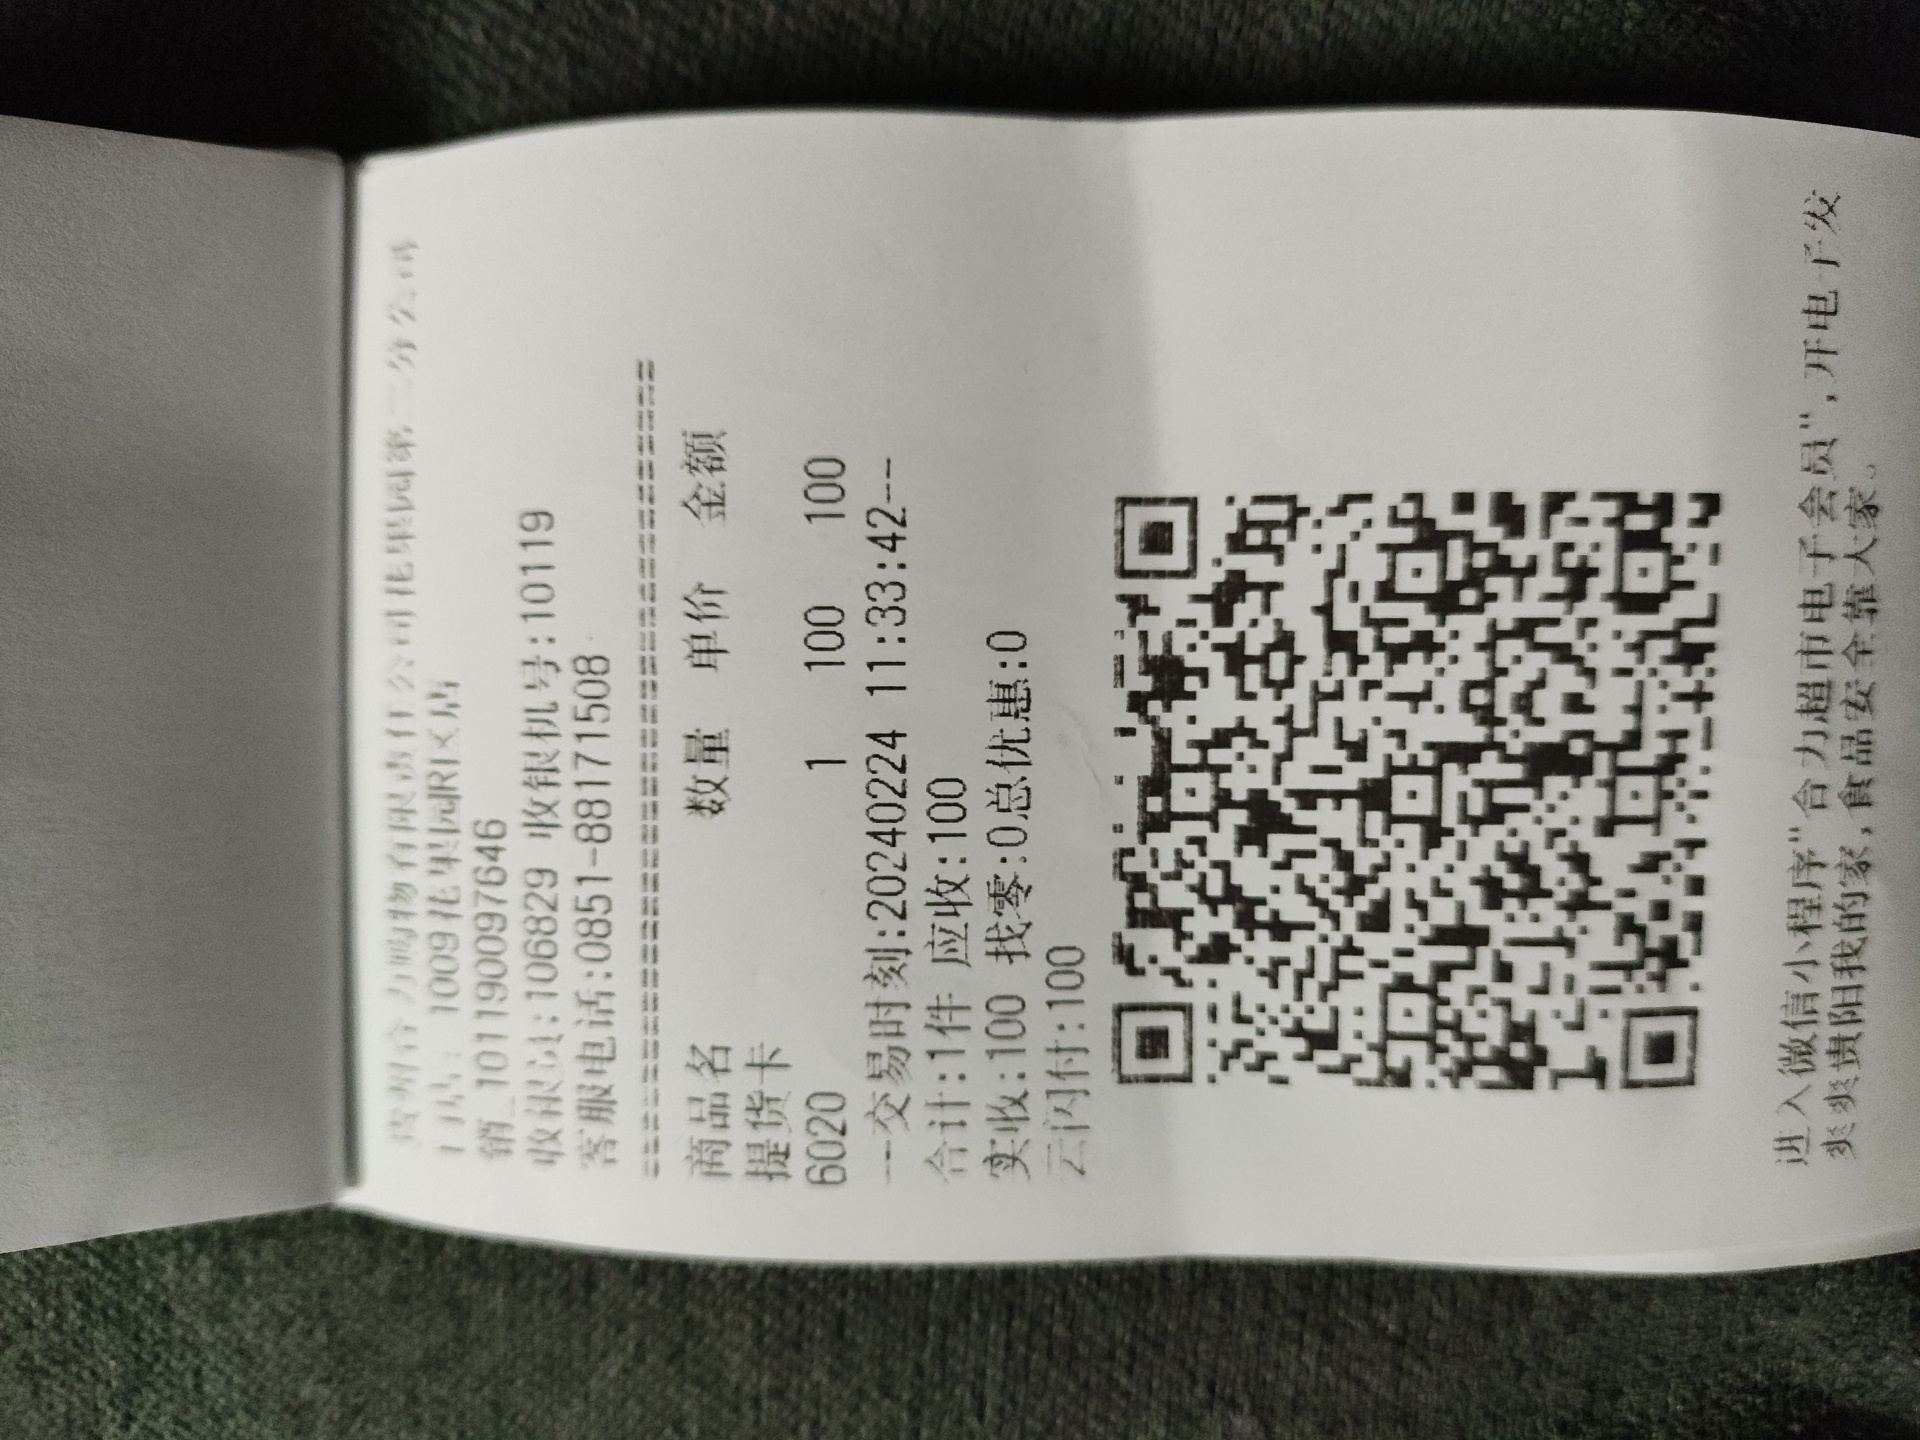 贵州合力购物有限责任公司花果园第二分公司
门店: 1009花果园R1区店
销_101190097646
收银员:106829 收银机号:10119
客服电话:0851-88171508
==========================================
商品名 数量 单价 金额
提货卡
6020 1 100 100
---交易时刻:20240224 11:33:42--
合计:1件 应收:100
实收:100 找零:0总优惠:0
云闪付:100
进入微信小程序"合力超市电子会员",开电子发
爽爽贵阳我的家,食品安全靠大家。